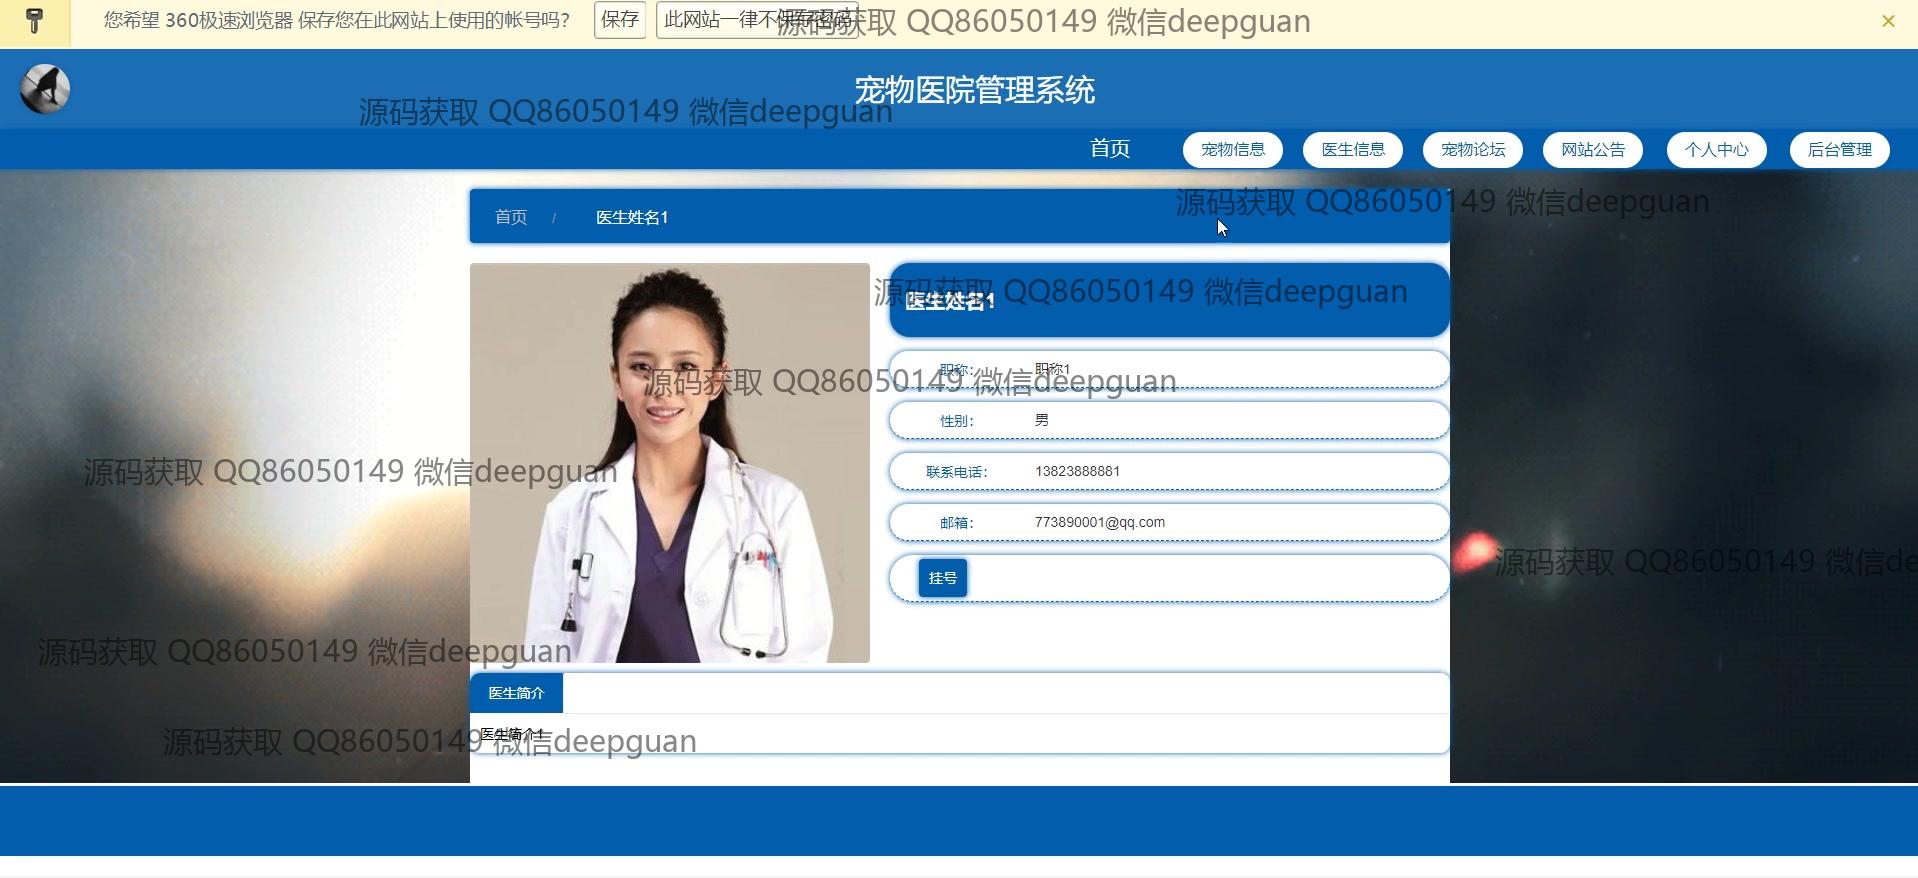 您希望 360极速浏览器 保存您在此网站上使用的帐号吗？ 保存 此网站一律不保存密码
源码获取 QQ86050149 微信deepguan
宠物医院管理系统
源码获取 QQ86050149 微信deepguan
首页 宠物信息 医生信息 宠物论坛 网站公告 个人中心 后台管理
源码获取 QQ86050149 微信deepguan
首页 / 医生姓名1
源码获取 QQ86050149 微信deepguan
医生姓名1
职称： 职称1
源码获取 QQ86050149 微信deepguan
性别： 男
联系电话： 13823888881
源码获取 QQ86050149 微信deepguan
邮箱： 773890001@qq.com
源码获取 QQ86050149 微信de
挂号
源码获取 QQ86050149 微信deepguan
医生简介
医生简介1
源码获取 QQ86050149 微信deepguan